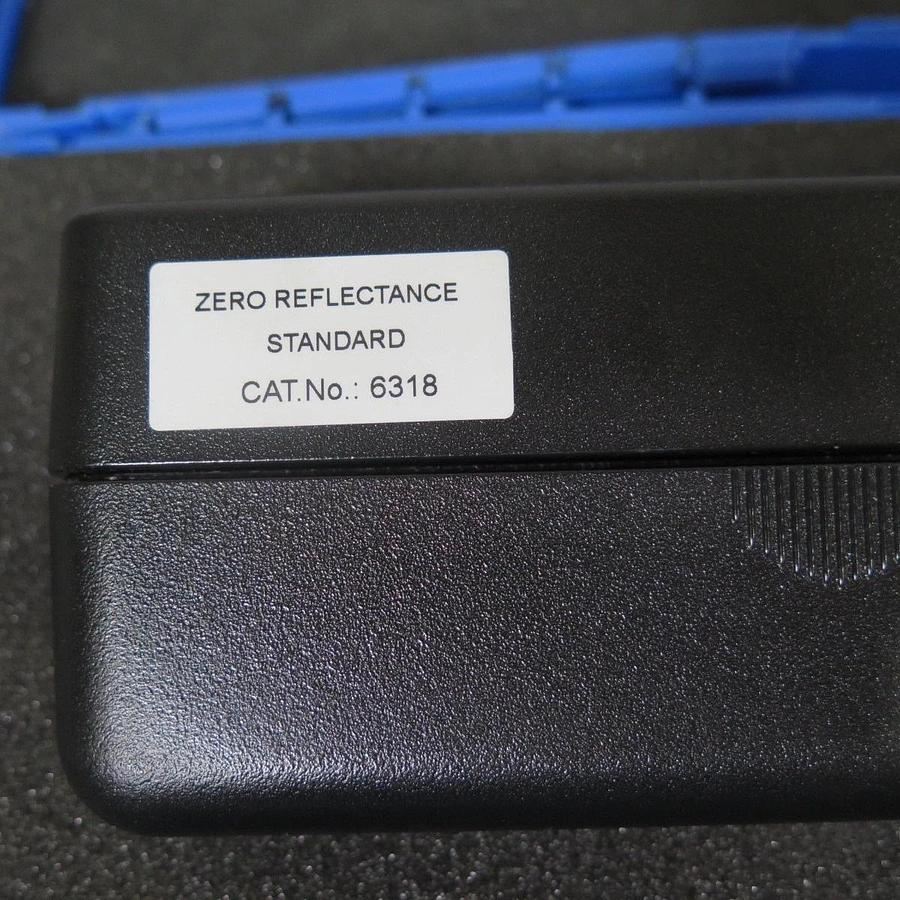 ZERO REFLECTANCE
STANDARD
CAT.No.: 6318